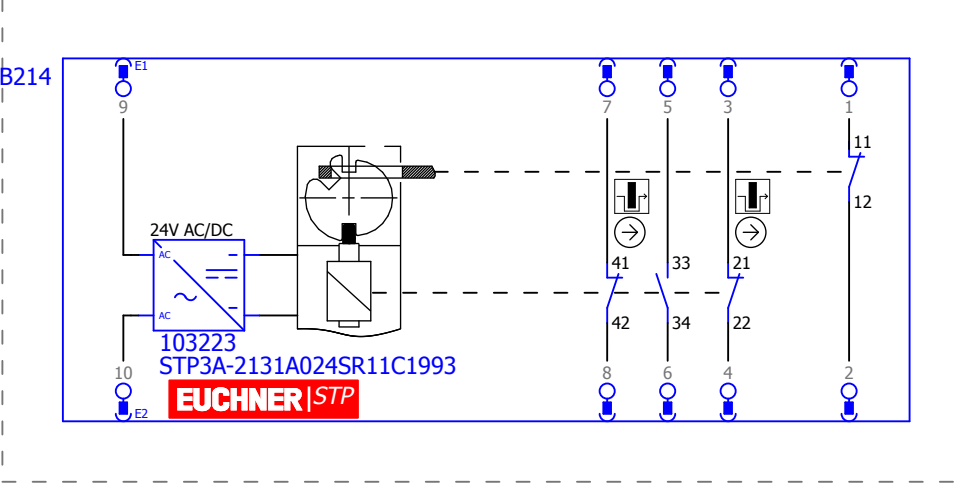 B214
E1
9
7
5
3
1
11
12
24V AC/DC
AC
AC
41
33
21
42
34
22
103223
STP3A-2131A024SR11C1993
10
8
6
4
2
EUCHNER|STP
E2